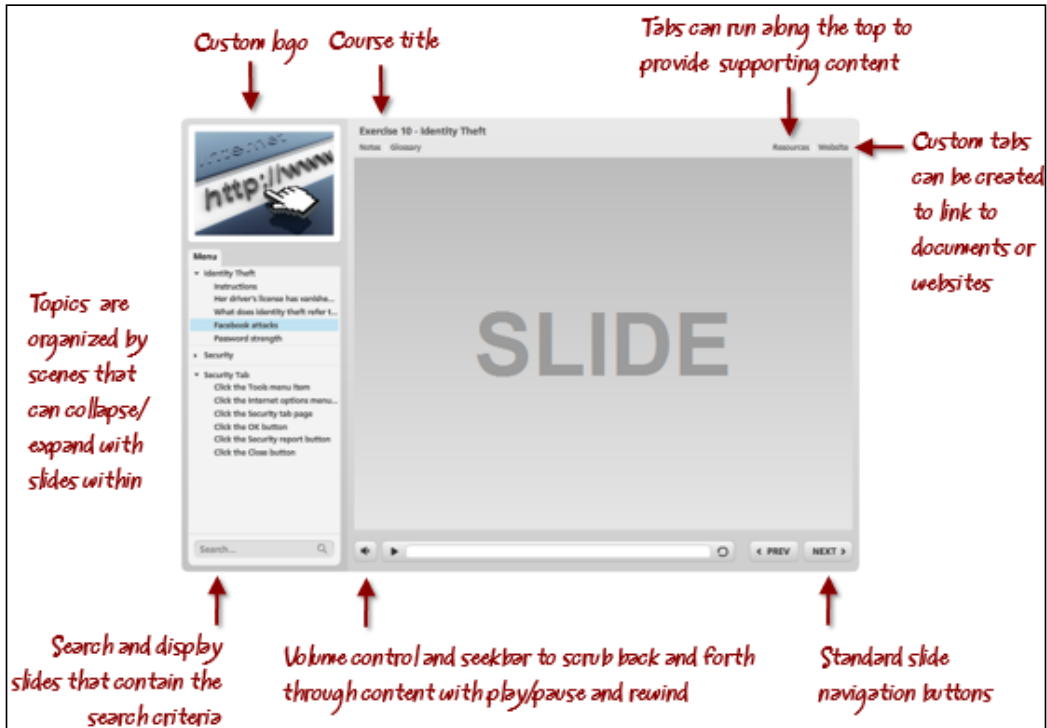 Custom logo
Course title
Tabs can run along the top to
provide supporting content
Custom tabs
can be created
to link to
documents or
websites
Internet
http://www
Exercise 10 - Identity Theft
Notes Glossary
Resources Website
Menu
Identity Theft
Instructions
Her driver's license has vanishe...
What does identity theft refer t...
Facebook attacks
Password strength
Security
Security Tab
Click the Tools menu item
Click the Internet options menu...
Click the Security tab page
Click the OK button
Click the Security report button
Click the Close button
Search...
SLIDE
< PREV
NEXT >
Topics are
organized by
scenes that
can collapse/
expand with
slides within
Search and display
slides that contain the
search criteria
Volume control and seekbar to scrub back and forth
through content with play/pause and rewind
Standard slide
navigation buttons